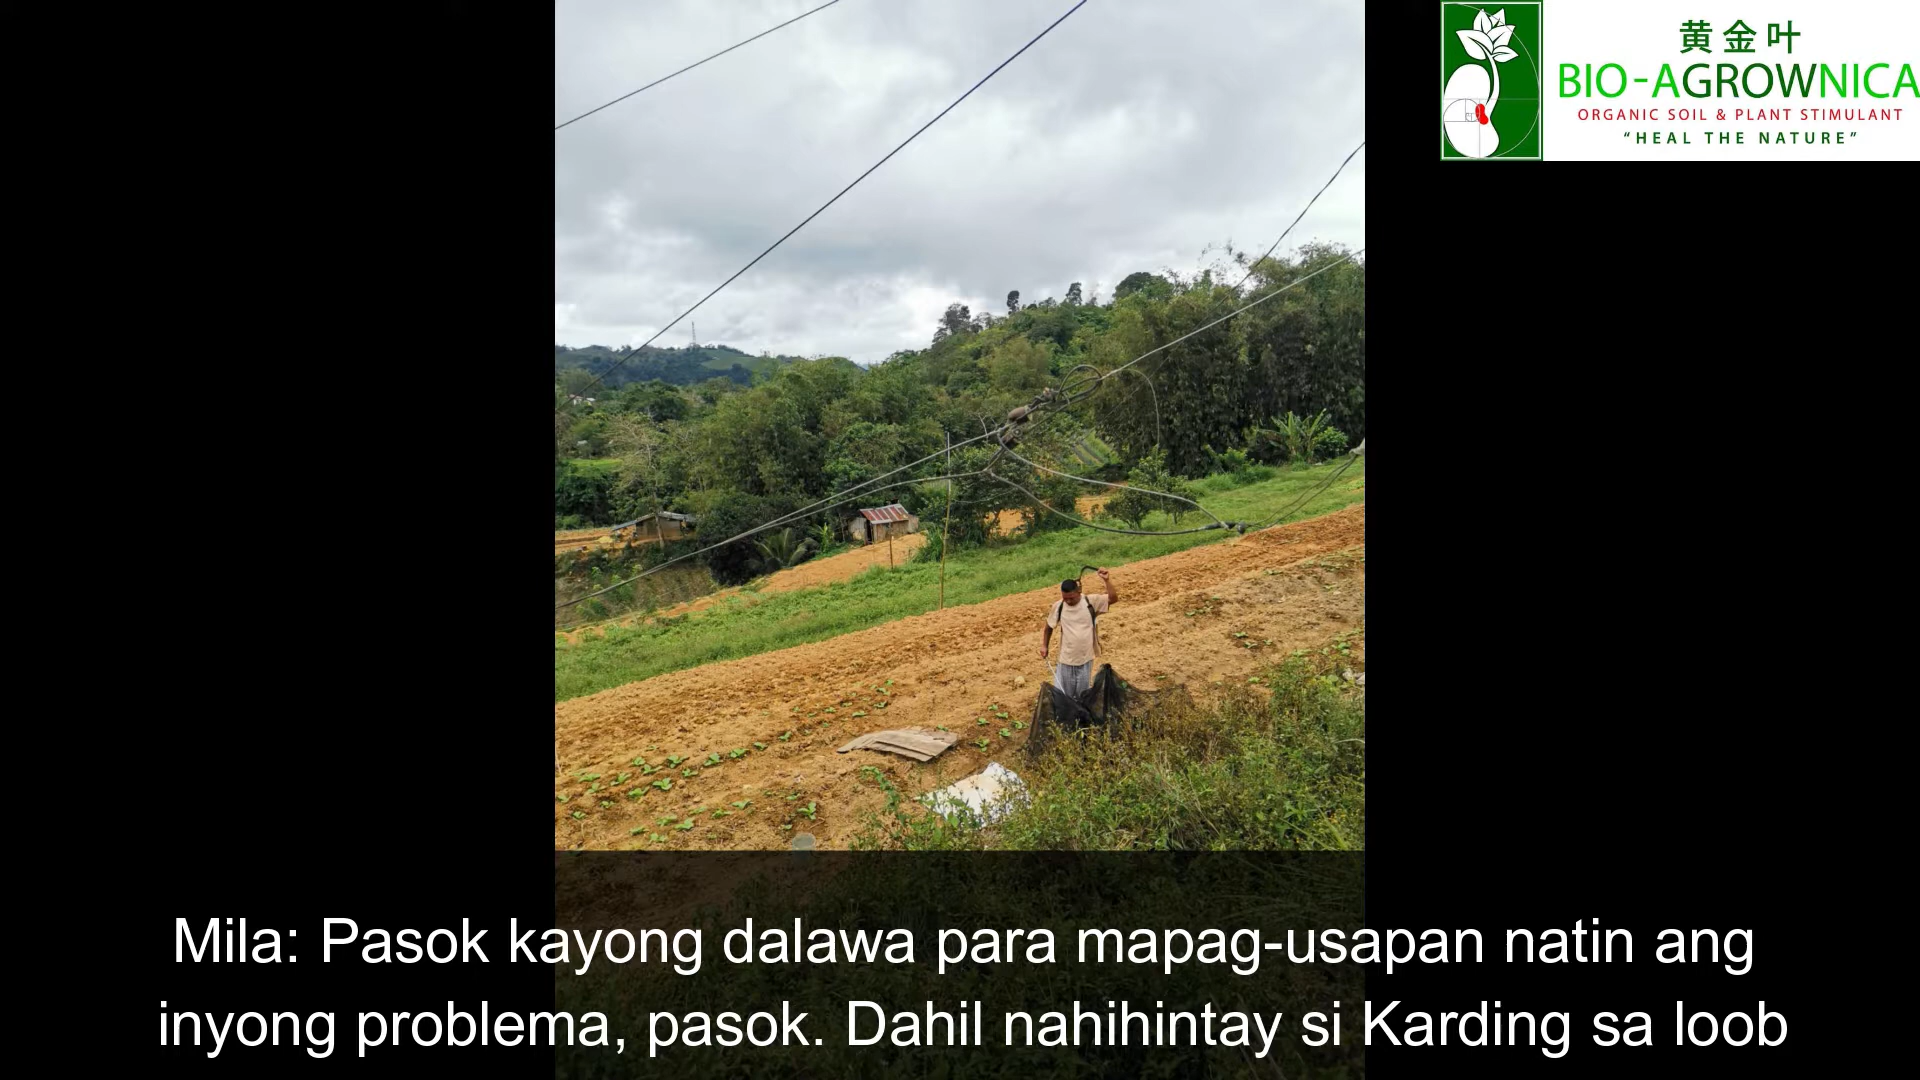 黄金叶
BIO-AGROWNICA
ORGANIC SOIL & PLANT STIMULANT
“HEAL THE NATURE”
Mila: Pasok kayong dalawa para mapag-usapan natin ang
inyong problema, pasok. Dahil nahihintay si Karding sa loob